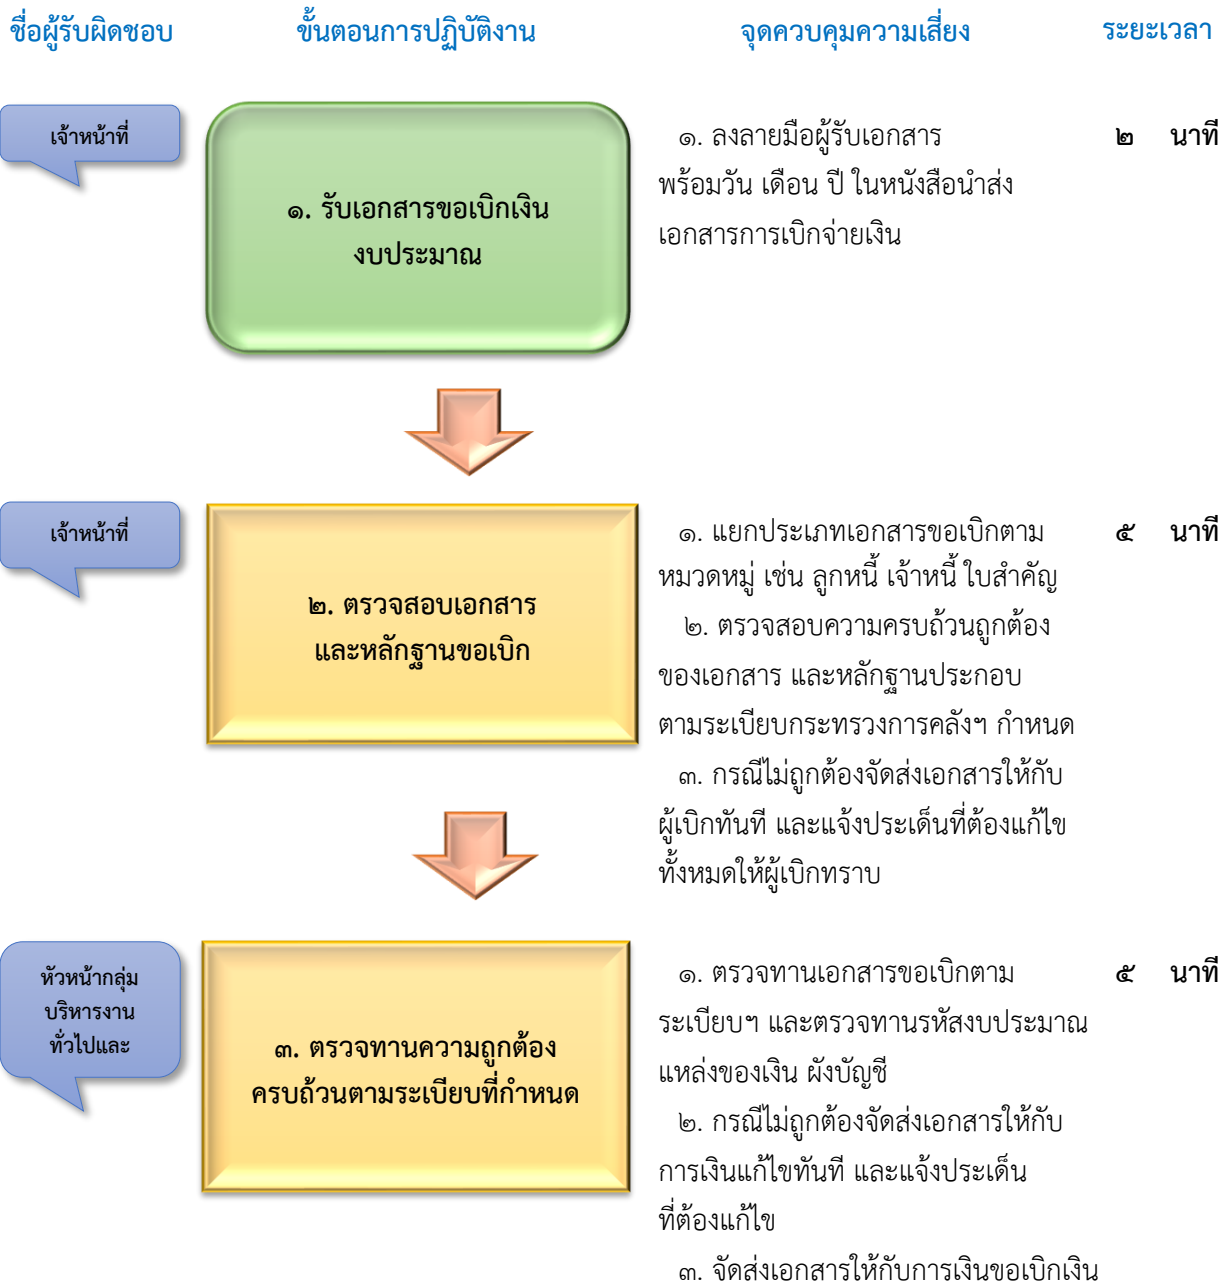 ชื่อผู้รับผิดชอบ ขั้นตอนการปฏิบัติงาน จุดควบคุมความเสี่ยง ระยะเวลา
เจ้าหน้าที่
๑. รับเอกสารขอเบิกเงิน
งบประมาณ
๑. ลงลายมือผู้รับเอกสาร
พร้อมวัน เดือน ปี ในหนังสือนำส่ง
เอกสารการเบิกจ่ายเงิน
๒ นาที
เจ้าหน้าที่
๒. ตรวจสอบเอกสาร
และหลักฐานขอเบิก
๑. แยกประเภทเอกสารขอเบิกตาม
หมวดหมู่ เช่น ลูกหนี้ เจ้าหนี้ ใบสำคัญ
๒. ตรวจสอบความครบถ้วนถูกต้อง
ของเอกสาร และหลักฐานประกอบ
ตามระเบียบกระทรวงการคลังฯ กำหนด
๓. กรณีไม่ถูกต้องจัดส่งเอกสารให้กับ
ผู้เบิกทันที และแจ้งประเด็นที่ต้องแก้ไข
ทั้งหมดให้ผู้เบิกทราบ
๕ นาที
หัวหน้ากลุ่ม
บริหารงาน
ทั่วไปและ
๓. ตรวจทานความถูกต้อง
ครบถ้วนตามระเบียบที่กำหนด
๑. ตรวจทานเอกสารขอเบิกตาม
ระเบียบฯ และตรวจทานรหัสงบประมาณ
แหล่งของเงิน ผังบัญชี
๒. กรณีไม่ถูกต้องจัดส่งเอกสารให้กับ
การเงินแก้ไขทันที และแจ้งประเด็น
ที่ต้องแก้ไข
๓. จัดส่งเอกสารให้กับการเงินขอเบิกเงิน
๕ นาที